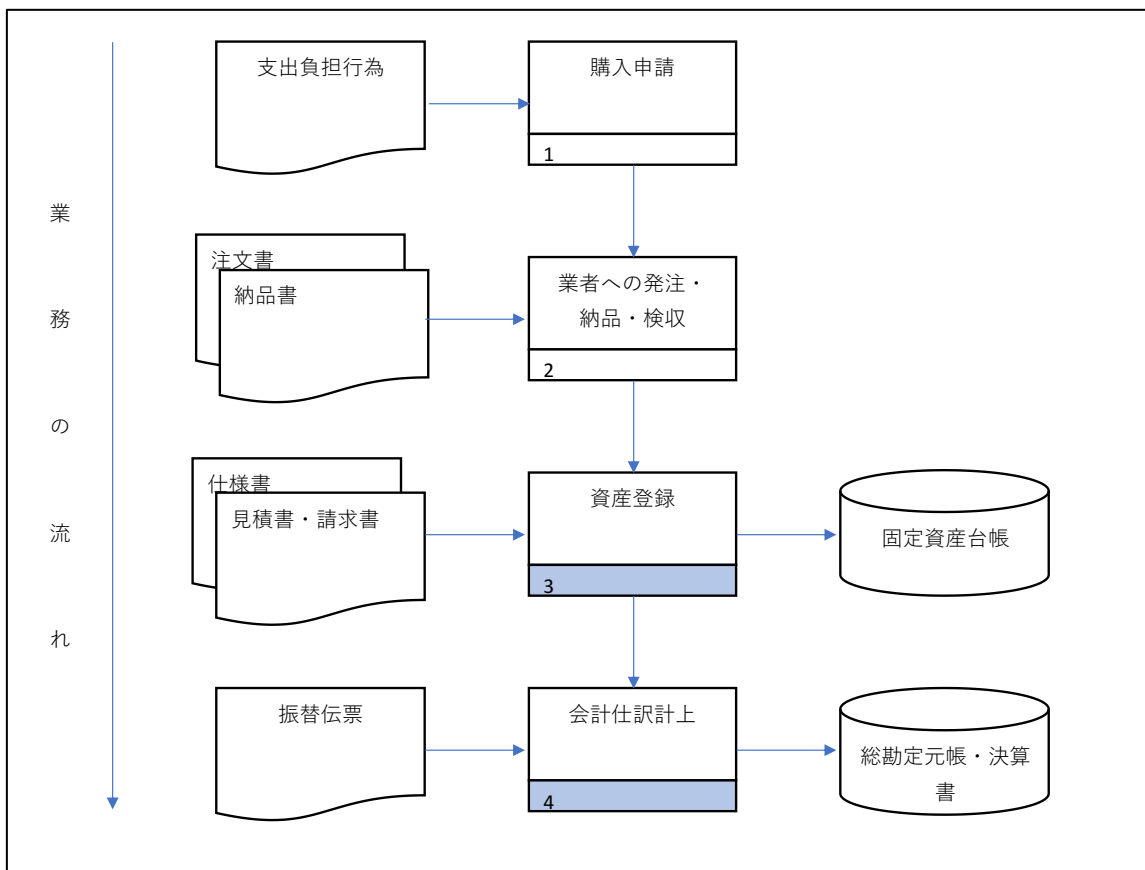 業務の流れ
支出負担行為
購入申請
1
注文書
納品書
業者への発注・
納品・検収
2
仕様書
見積書・請求書
資産登録
3
固定資産台帳
振替伝票
会計仕訳計上
4
総勘定元帳・決算
書